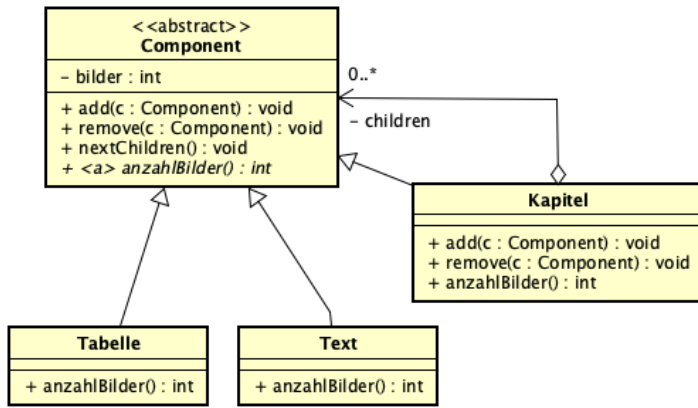 <<abstract>>
Component
– bilder : int
+ add(c : Component) : void
+ remove(c : Component) : void
+ nextChildren() : void
+ <a> anzahlBilder() : int
0..*
– children
Kapitel
+ add(c : Component) : void
+ remove(c : Component) : void
+ anzahlBilder() : int
Tabelle
+ anzahlBilder() : int
Text
+ anzahlBilder() : int